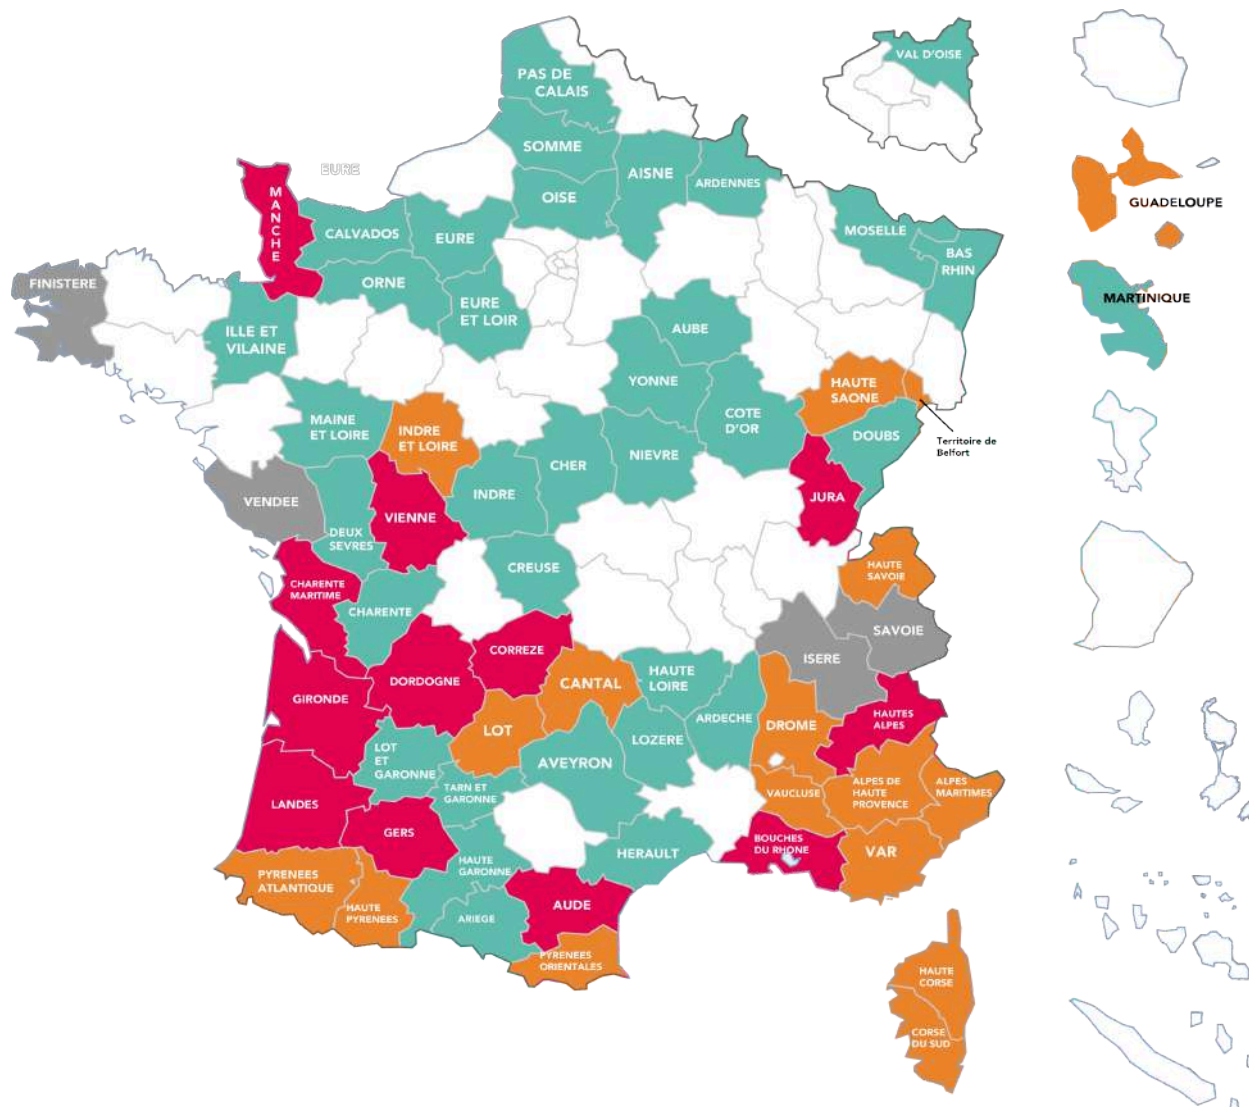 VAL D'OISE
PAS DE
CALAIS
SOMME
AISNE
ARDENNES
OISE
EURE
MANCHE
CALVADOS
EURE
MOSELLE
BAS
RHIN
GUADELOUPE
FINISTERE
ORNE
EURE
ET LOIR
MARTINIQUE
ILLE ET
VILAINE
AUBE
YONNE
HAUTE
SAONE
MAINE
ET LOIRE
INDRE
ET LOIRE
COTE
D'OR
DOUBS
Territoire de
Belfort
CHER
NIEVRE
VENDEE
INDRE
JURA
VIENNE
DEUX
SEVRES
CREUSE
HAUTE
SAVOIE
CHARENTE
MARITIME
CHARENTE
SAVOIE
CORREZE
ISERE
DORDOGNE
CANTAL
HAUTE
LOIRE
GIRONDE
HAUTES
ALPES
ARDECHE
DROME
LOT
LOZERE
LOT
ET
GARONNE
AVEYRON
TARN ET
GARONNE
VAUCLUSE
ALPES DE
HAUTE
PROVENCE
ALPES
MARITIMES
LANDES
GERS
BOUCHES
DU RHONE
VAR
HERAULT
HAUTE
GARONNE
PYRENEES
ATLANTIQUE
HAUTE
PYRENEES
ARIEGE
AUDE
PYRENEES
ORIENTALES
HAUTE
CORSE
CORSE
DU SUD